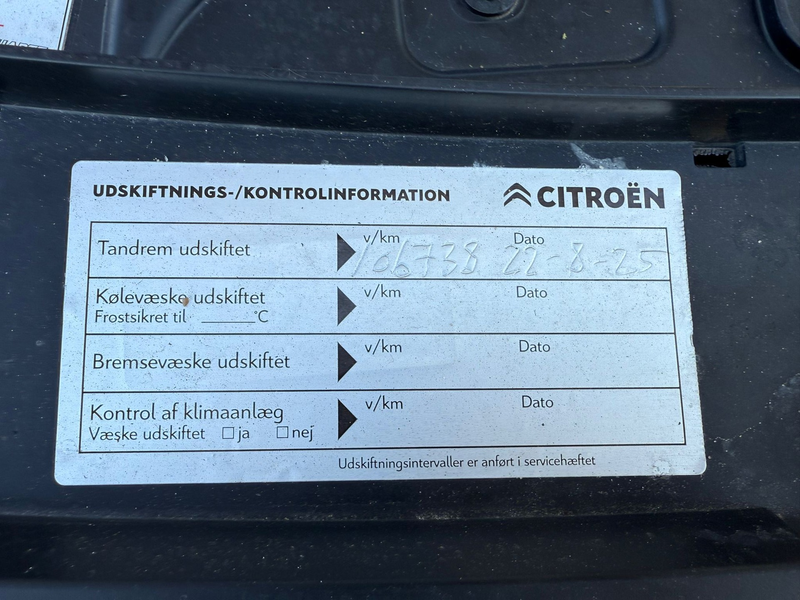 UDSKIFTNINGS-/KONTROLINFORMATION CITROËN
Tandrem udskiftet v/km 106738 Dato 22-8-25
Kølevæske udskiftet v/km Dato
Frostsikret til ______°C
Bremsevæske udskiftet v/km Dato
Kontrol af klimaanlæg v/km Dato
Væske udskiftet ☐ ja ☐ nej
Udskiftningsintervaller er anført i servicehæftet